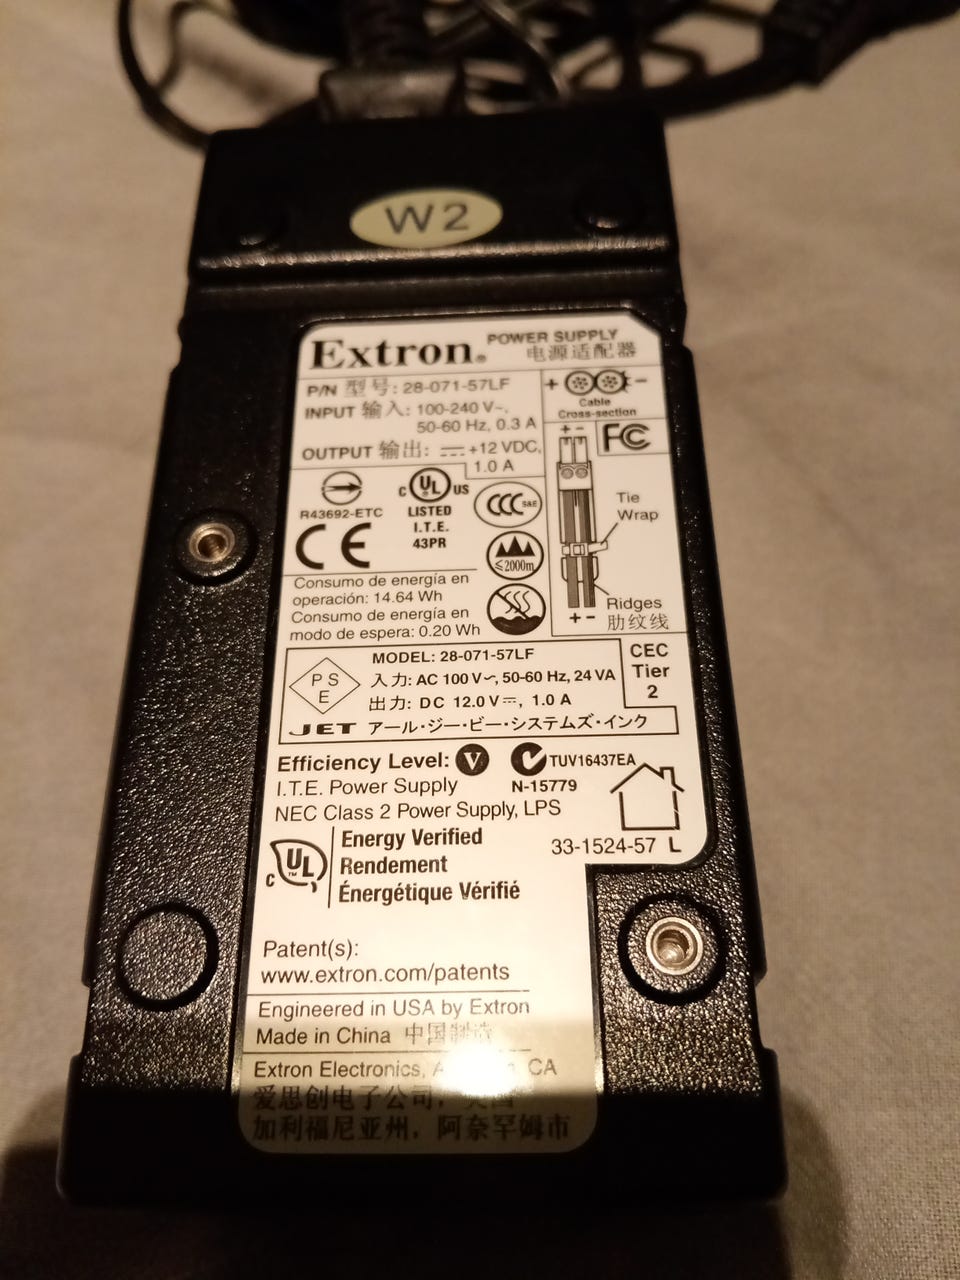 W2
Extron®
POWER SUPPLY
电源适配器
P/N 型号: 28-071-57LF
INPUT 输入: 100-240 V~,
50-60 Hz, 0.3 A
OUTPUT 输出: ⎓ +12 VDC,
1.0 A
+ -
Cable
Cross-section
FC
+ -
Tie
Wrap
Ridges
肋纹线
+ -
R43692-ETC
c UL US
LISTED
I.T.E.
43PR
CCC S&E
CE
≤2000m
Consumo de energía en
operación: 14.64 Wh
Consumo de energía en
modo de espera: 0.20 Wh
PS
E
MODEL: 28-071-57LF
入力: AC 100 V~, 50-60 Hz, 24 VA
出力: DC 12.0 V⎓, 1.0 A
JET アール・ジー・ビー・システムズ・インク
CEC
Tier
2
Efficiency Level: V
I.T.E. Power Supply
NEC Class 2 Power Supply, LPS
TUV16437EA
N-15779
c UL ™
Energy Verified
Rendement
Énergétique Vérifié
33-1524-57 L
Patent(s):
www.extron.com/patents
Engineered in USA by Extron
Made in China 中国制造
Extron Electronics, CA
爱思创电子公司,
加利福尼亚州, 阿奈罕姆市